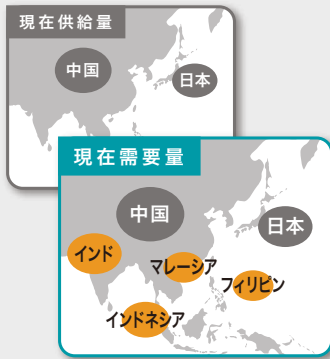 現在供給量
中国
日本
現在需要量
中国
日本
インド
マレーシア
フィリピン
インドネシア